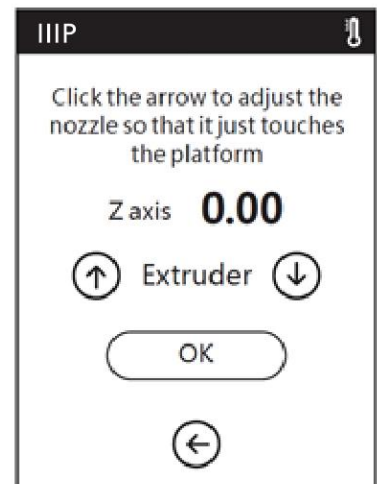 IIIP
Click the arrow to adjust the
nozzle so that it just touches
the platform
Z axis 0.00
Extruder
OK